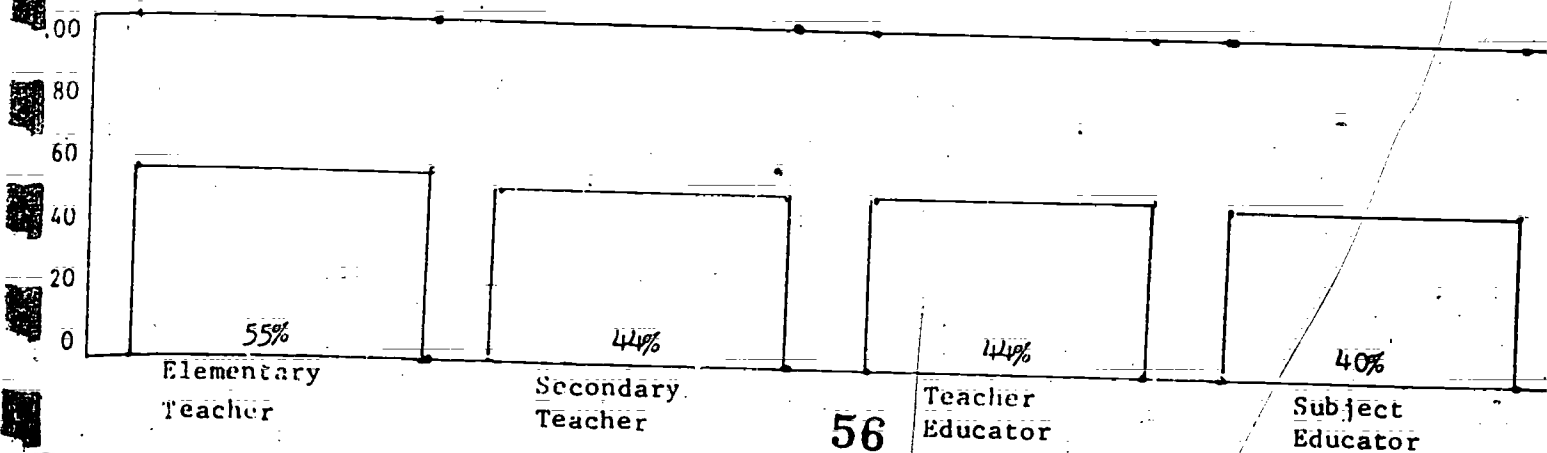 00
80
60
40
20
0
55%
44%
44%
40%
Elementary
Teacher
Secondary
Teacher
Teacher
Educator
Subject
Educator
56